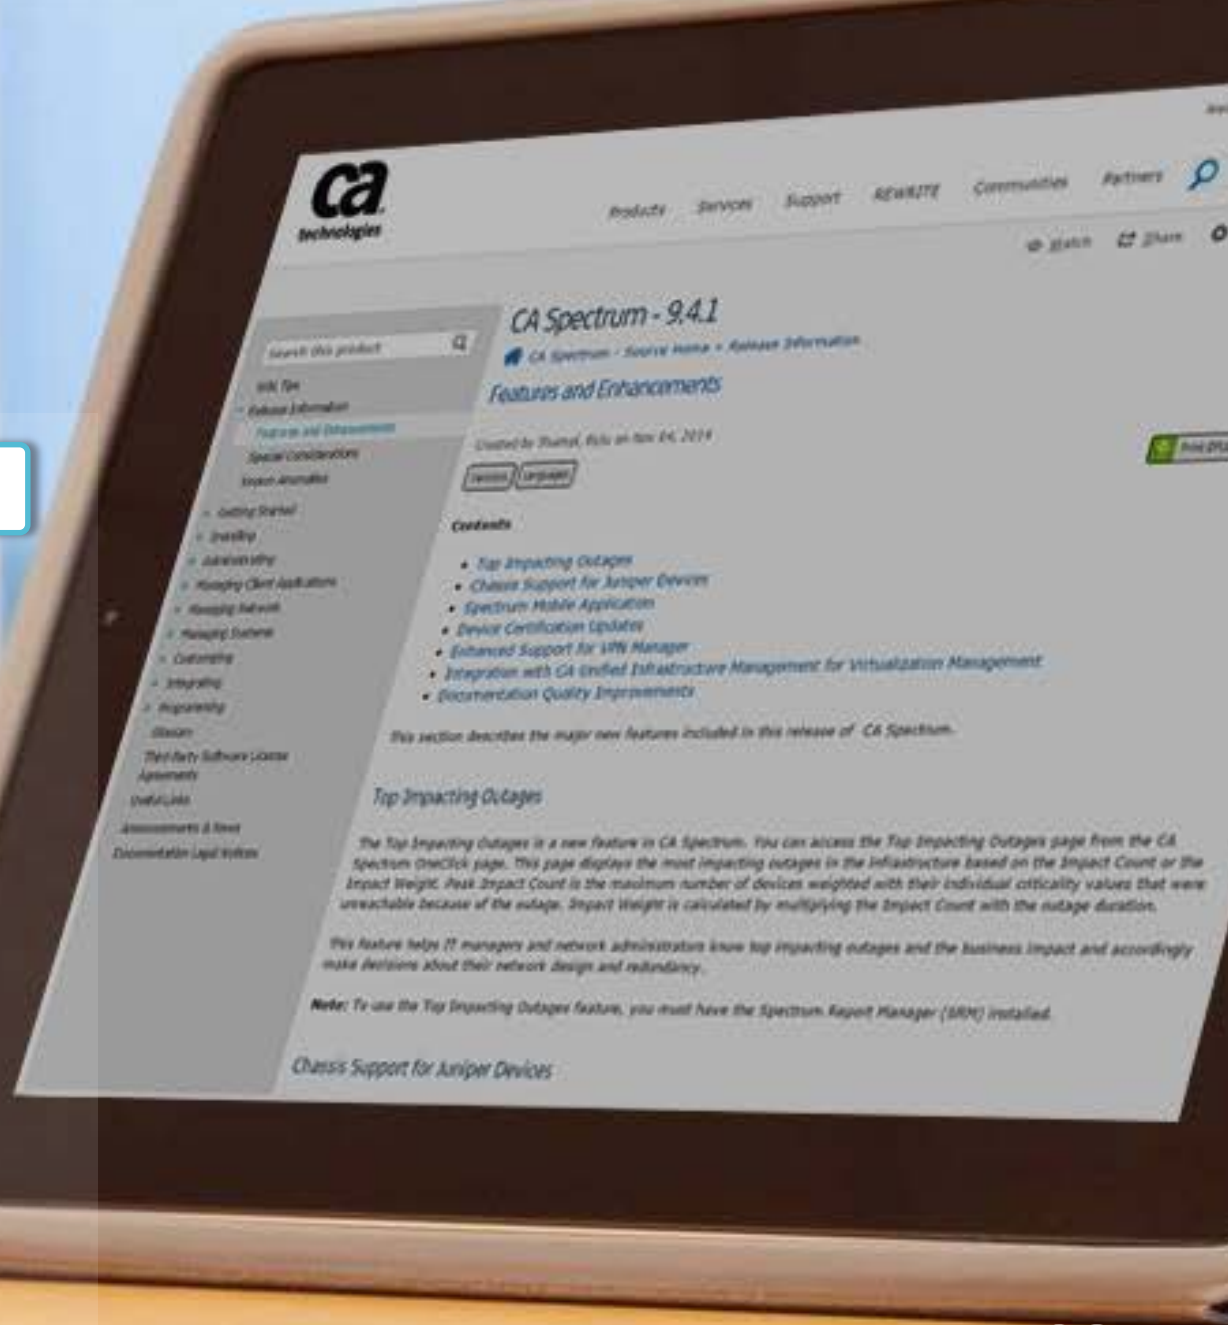 ca
technologies
Products Services Support REWRITE Communities Partners
Watch Share
CA Spectrum - 9.4.1
CA Spectrum - Source Home Release Information
Features and Enhancements
Search this product
Wiki Tips
Release Information
Features and Enhancements
Special Considerations
Known Anomalies
Getting Started
Installing
Administrating
Managing Client Applications
Managing Network
Managing Systems
Customizing
Integrating
Programming
Glossary
Third-Party Software License
Agreements
Useful Links
Announcements & News
Documentation Legal Notices
Created by on Nov 04, 2014
Versions Languages
Contents
• Top Impacting Outages
• Chassis Support for Juniper Devices
• Spectrum Mobile Application
• Device Certification Updates
• Enhanced Support for VPN Manager
• Integration with CA Unified Infrastructure Management for Virtualization Management
• Documentation Quality Improvements
This section describes the major new features included in this release of CA Spectrum.
Top Impacting Outages
The Top Impacting Outages is a new feature in CA Spectrum. You can access the Top Impacting Outages page from the CA
Spectrum OneClick page. This page displays the most impacting outages in the infrastructure based on the Impact Count or the
Impact Weight. Peak Impact Count is the maximum number of devices weighted with their individual criticality values that were
unreachable because of the outage. Impact Weight is calculated by multiplying the Impact Count with the outage duration.
This feature helps IT managers and network administrators know top impacting outages and the business impact and accordingly
make decisions about their network design and redundancy.
Note: To use the Top Impacting Outages feature, you must have the Spectrum Report Manager (SRM) installed.
Chassis Support for Juniper Devices